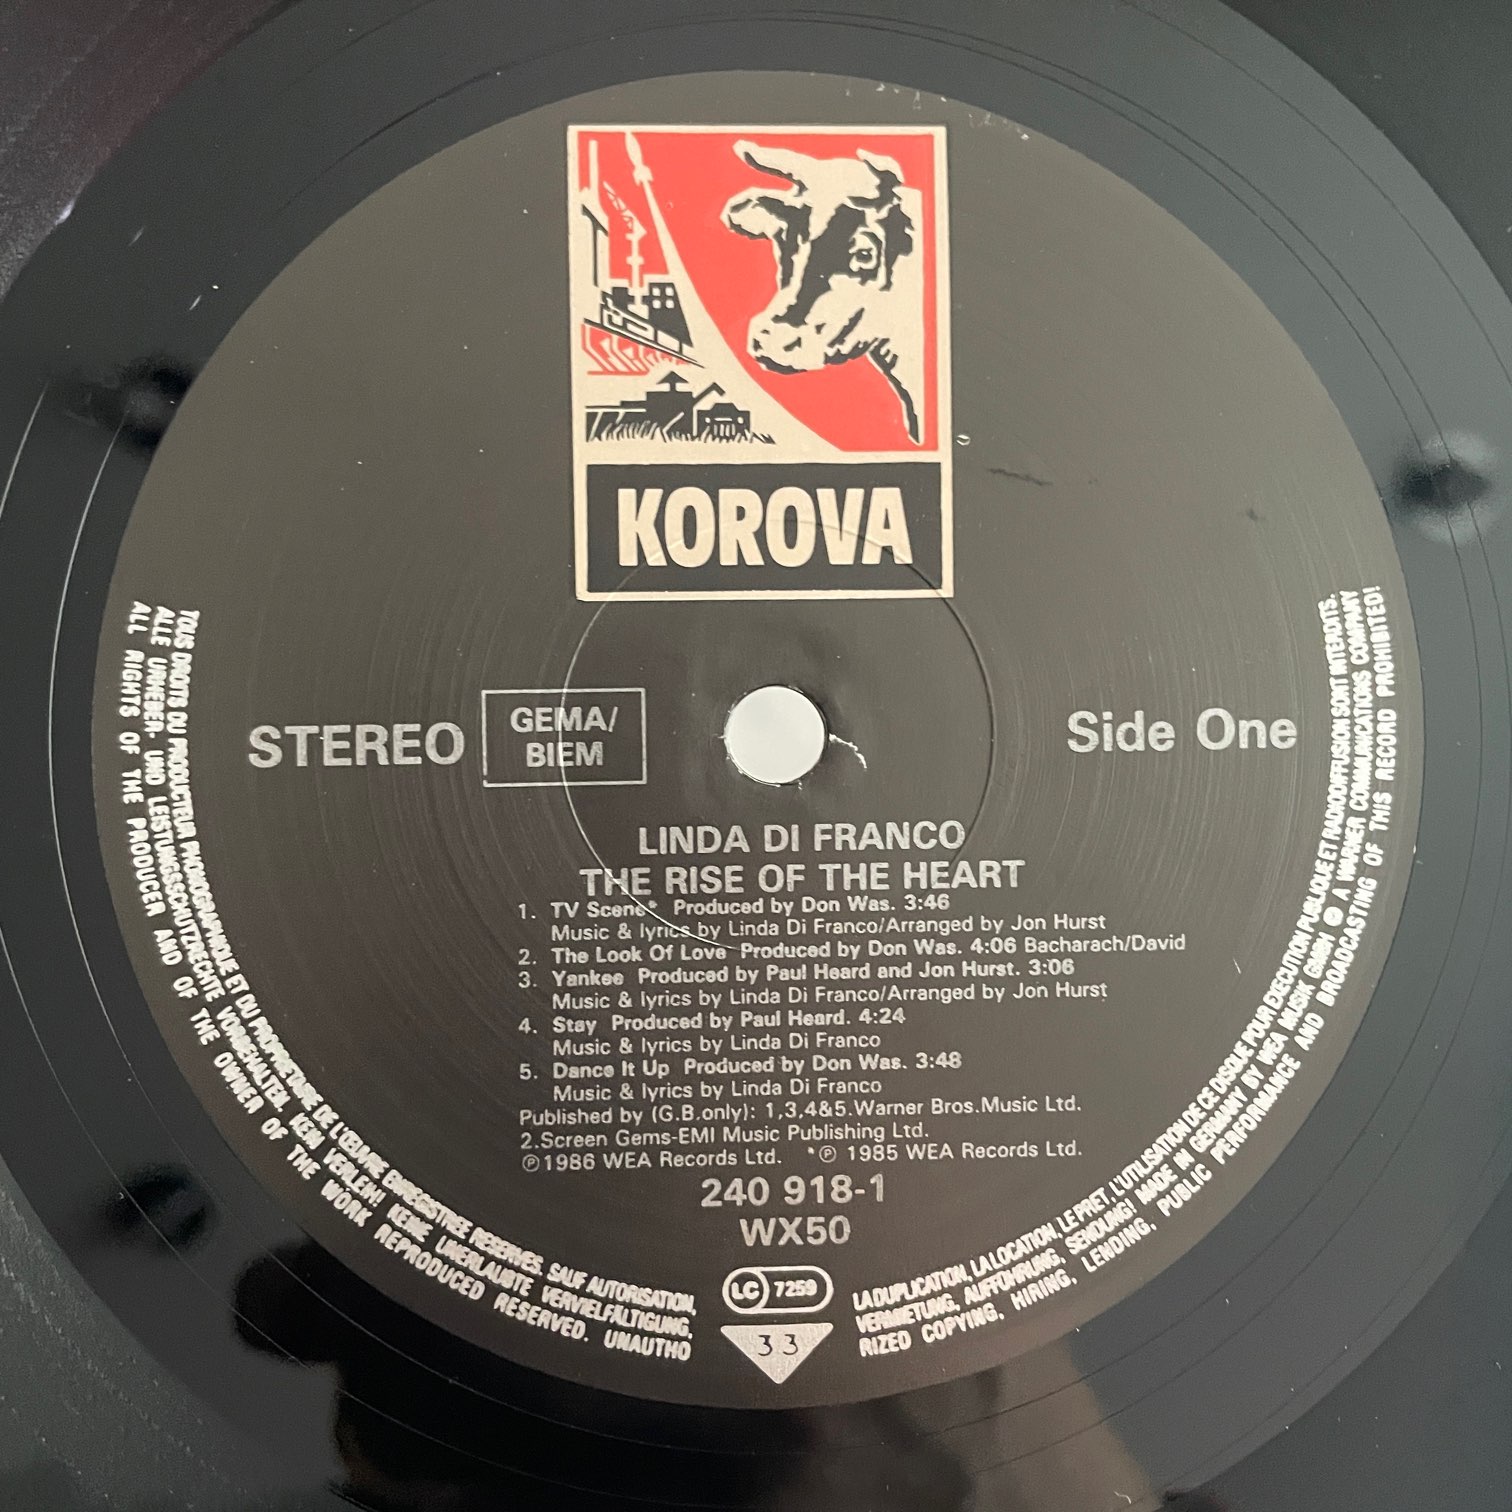 KOROVA
STEREO
GEMA/
BIEM
Side One
LINDA DI FRANCO
THE RISE OF THE HEART
1. TV Scene* Produced by Don Was. 3:46
Music & lyrics by Linda Di Franco/Arranged by Jon Hurst
2. The Look Of Love Produced by Don Was. 4:06 Bacharach/David
3. Yankee Produced by Paul Heard and Jon Hurst. 3:06
Music & lyrics by Linda Di Franco/Arranged by Jon Hurst
4. Stay Produced by Paul Heard. 4:24
Music & lyrics by Linda Di Franco
5. Dance It Up Produced by Don Was. 3:48
Music & lyrics by Linda Di Franco
Published by (G.B.only): 1,3,4&5.Warner Bros.Music Ltd.
2.Screen Gems-EMI Music Publishing Ltd.
℗1986 WEA Records Ltd. *℗ 1985 WEA Records Ltd.
240 918-1
WX50
LC 7259
33
TOUS DROITS DU PRODUCTEUR PHONOGRAPHIQUE ET DU PROPRIETAIRE DE L'ŒUVRE ENREGISTREE RESERVES. SAUF AUTORISATION, LA DUPLICATION, LA LOCATION, LE PRET, L'UTILISATION DE CE DISQUE POUR EXECUTION PUBLIQUE ET RADIODIFFUSION SONT INTERDITS.
ALLE URHEBER- UND LEISTUNGSSCHUTZRECHTE VORBEHALTEN. KEIN VERLEIH! KEINE UNERLAUBTE VERVIELFÄLTIGUNG, VERMIETUNG, AUFFÜHRUNG, SENDUNG! MADE IN GERMANY BY WEA MUSIK GMBH A WARNER COMMUNICATIONS COMPANY
ALL RIGHTS OF THE PRODUCER AND OF THE OWNER OF THE WORK REPRODUCED RESERVED. UNAUTHORIZED COPYING, HIRING, LENDING, PUBLIC PERFORMANCE AND BROADCASTING OF THIS RECORD PROHIBITED!